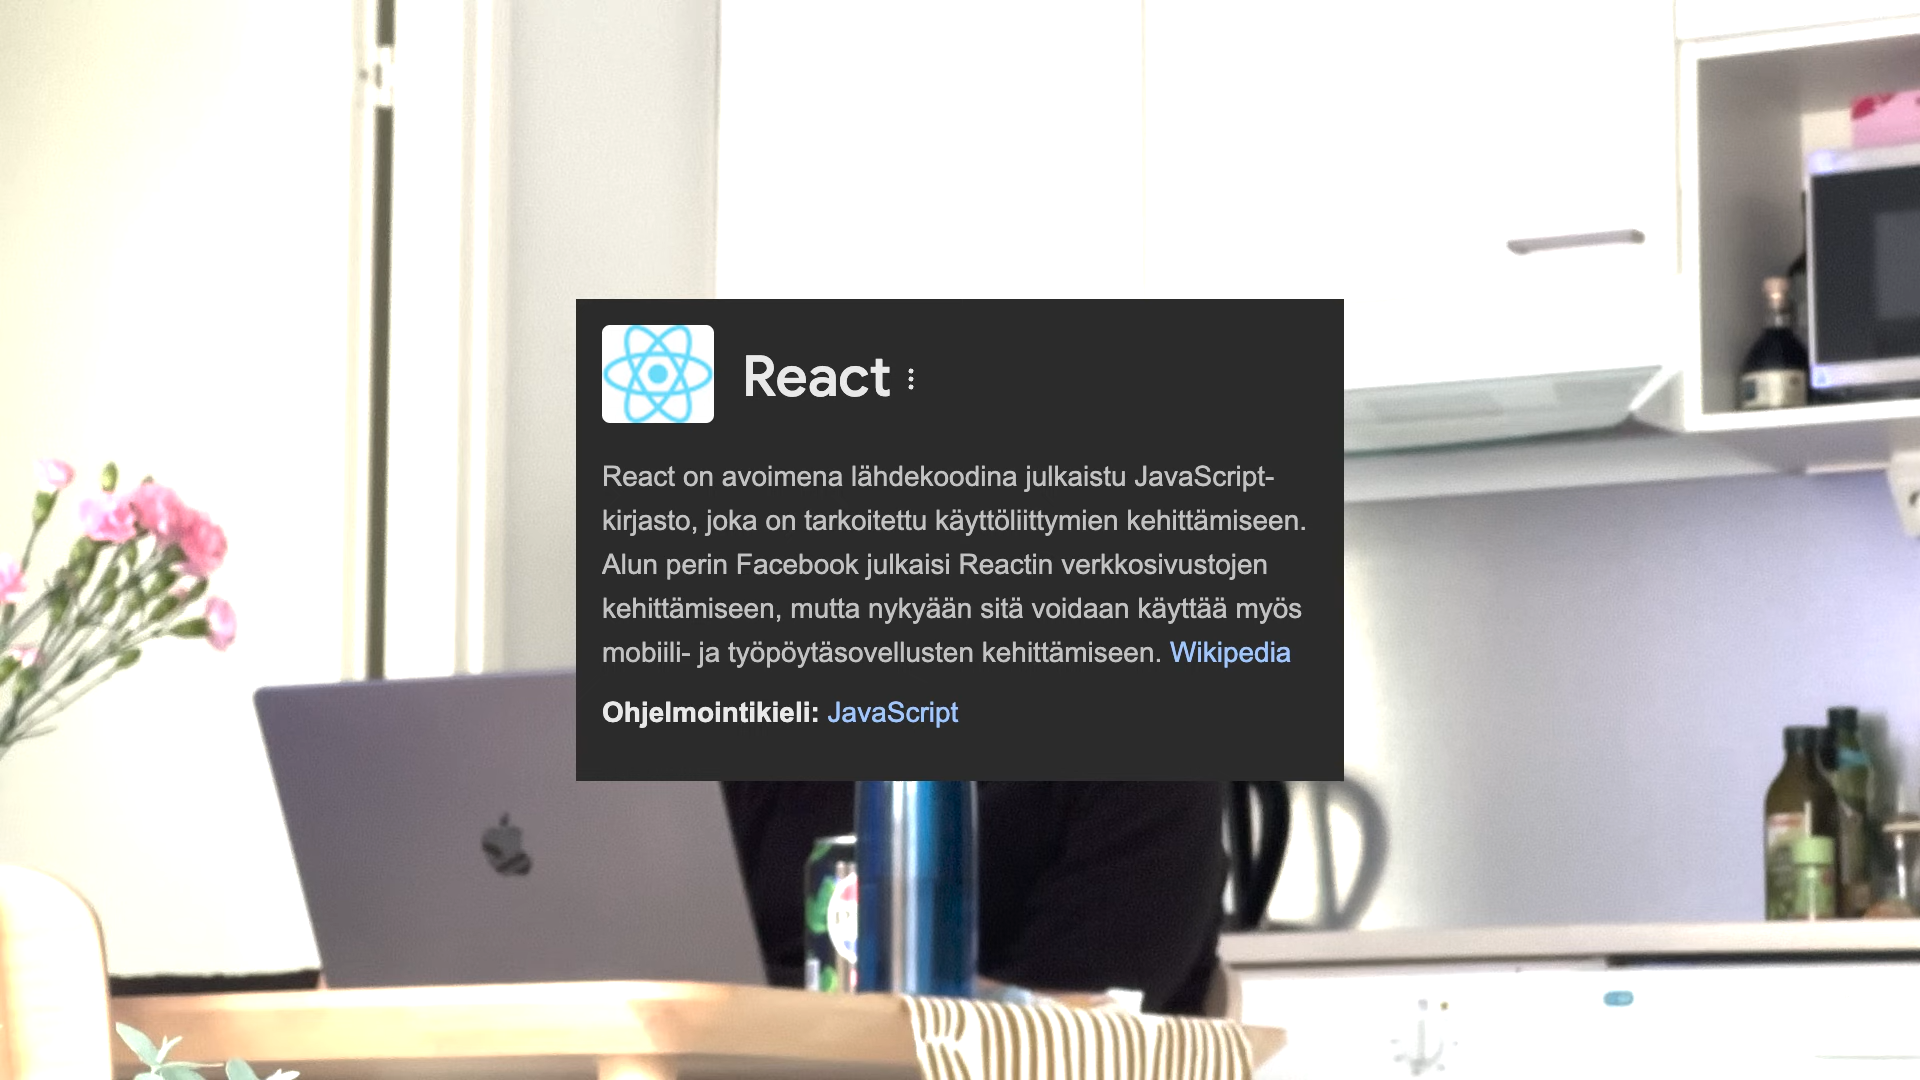 React
React on avoimena lähdekoodina julkaistu JavaScript-
kirjasto, joka on tarkoitettu käyttöliittymien kehittämiseen.
Alun perin Facebook julkaisi Reactin verkkosivustojen
kehittämiseen, mutta nykyään sitä voidaan käyttää myös
mobiili- ja työpöytäsovellusten kehittämiseen. Wikipedia
Ohjelmointikieli: JavaScript